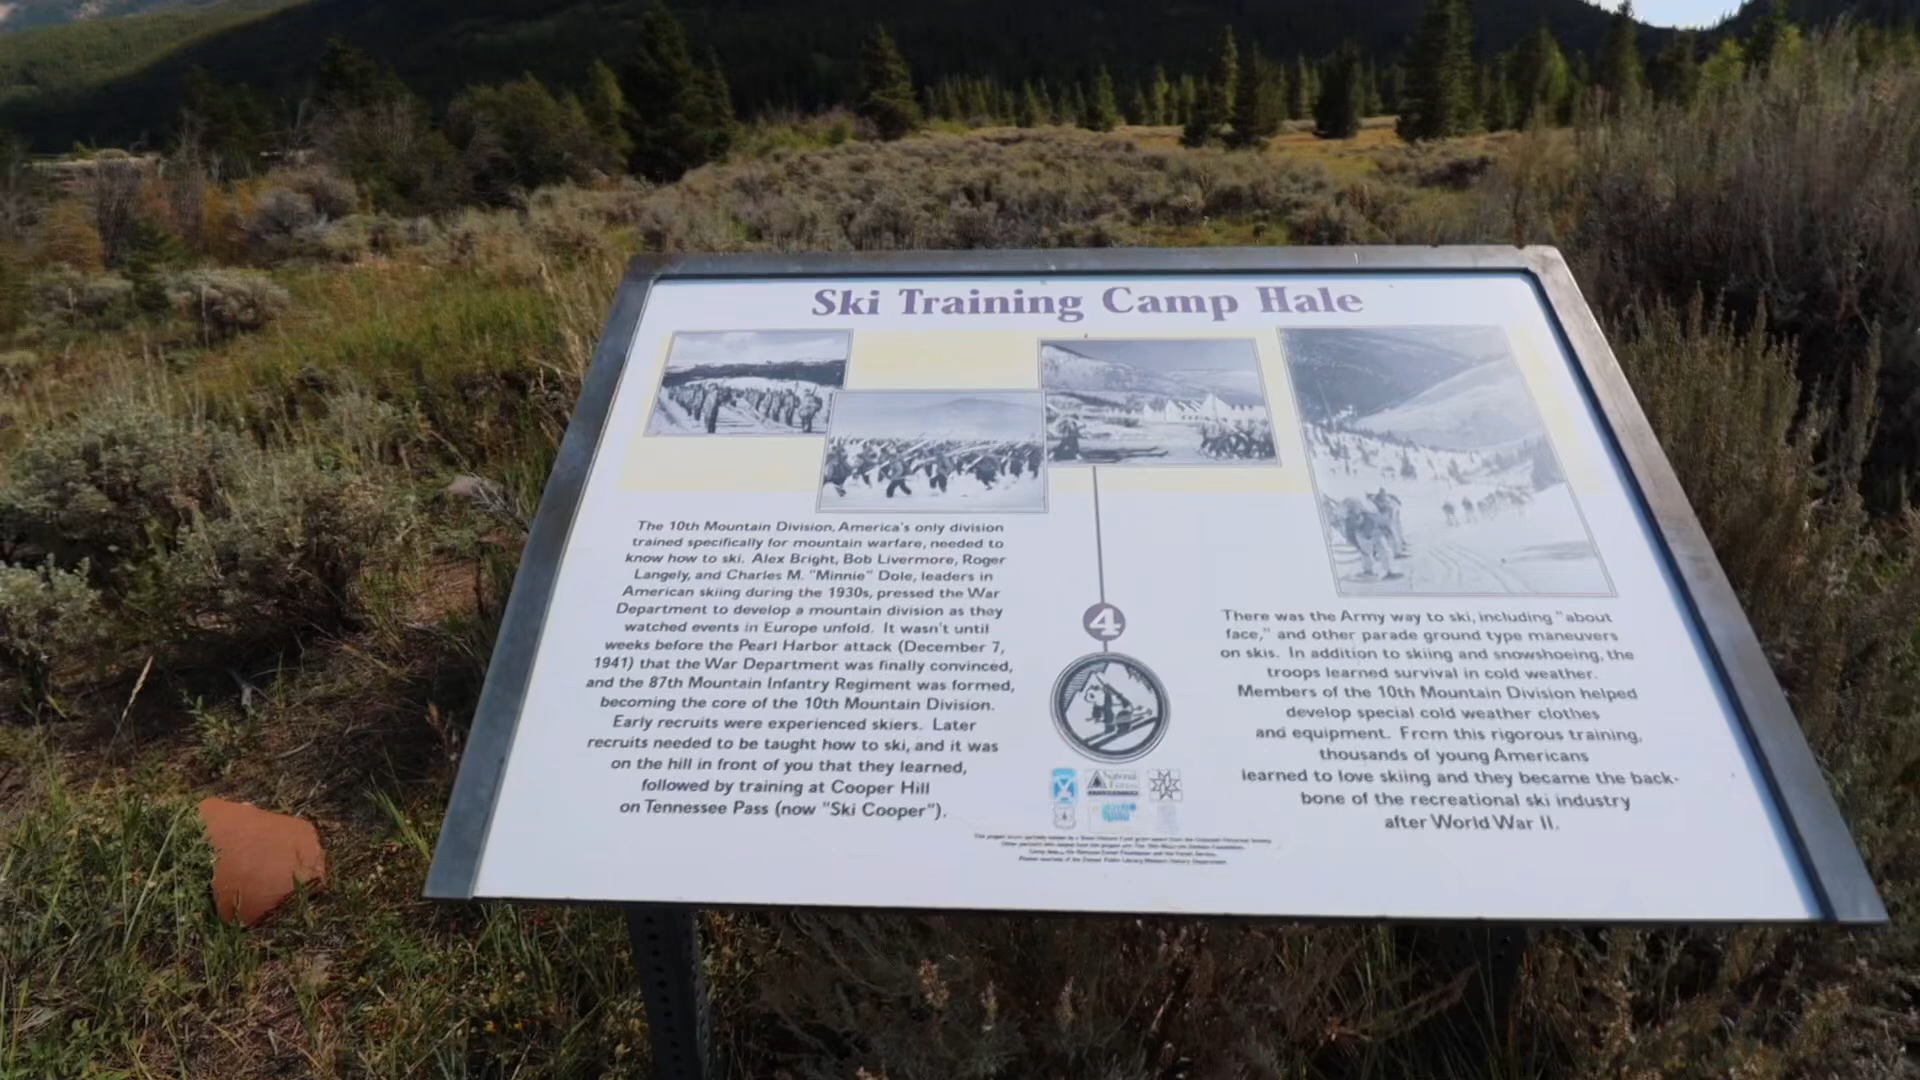 Ski Training Camp Hale
The 10th Mountain Division, America's only division
trained specifically for mountain warfare, needed to
know how to ski. Alex Bright, Bob Livermore, Roger
Langely, and Charles M. "Minnie" Dole, leaders in
American skiing during the 1930s, pressed the War
Department to develop a mountain division as they
watched events in Europe unfold. It wasn't until
weeks before the Pearl Harbor attack (December 7,
1941) that the War Department was finally convinced,
and the 87th Mountain Infantry Regiment was formed,
becoming the core of the 10th Mountain Division.
Early recruits were experienced skiers. Later
recruits needed to be taught how to ski, and it was
on the hill in front of you that they learned,
followed by training at Cooper Hill
on Tennessee Pass (now "Ski Cooper").
4
National
There was the Army way to ski, including "about
face," and other parade ground type maneuvers
on skis. In addition to skiing and snowshoeing, the
troops learned survival in cold weather.
Members of the 10th Mountain Division helped
develop special cold weather clothes
and equipment. From this rigorous training,
thousands of young Americans
learned to love skiing and they became the back-
bone of the recreational ski industry
after World War II.